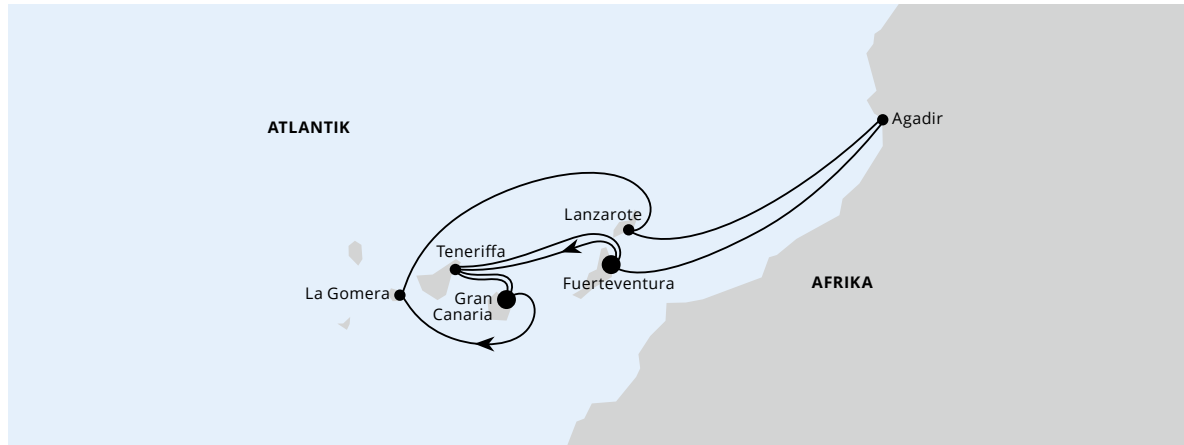 ATLANTIK
Agadir
Lanzarote
Teneriffa
AFRIKA
Fuerteventura
La Gomera
Gran
Canaria